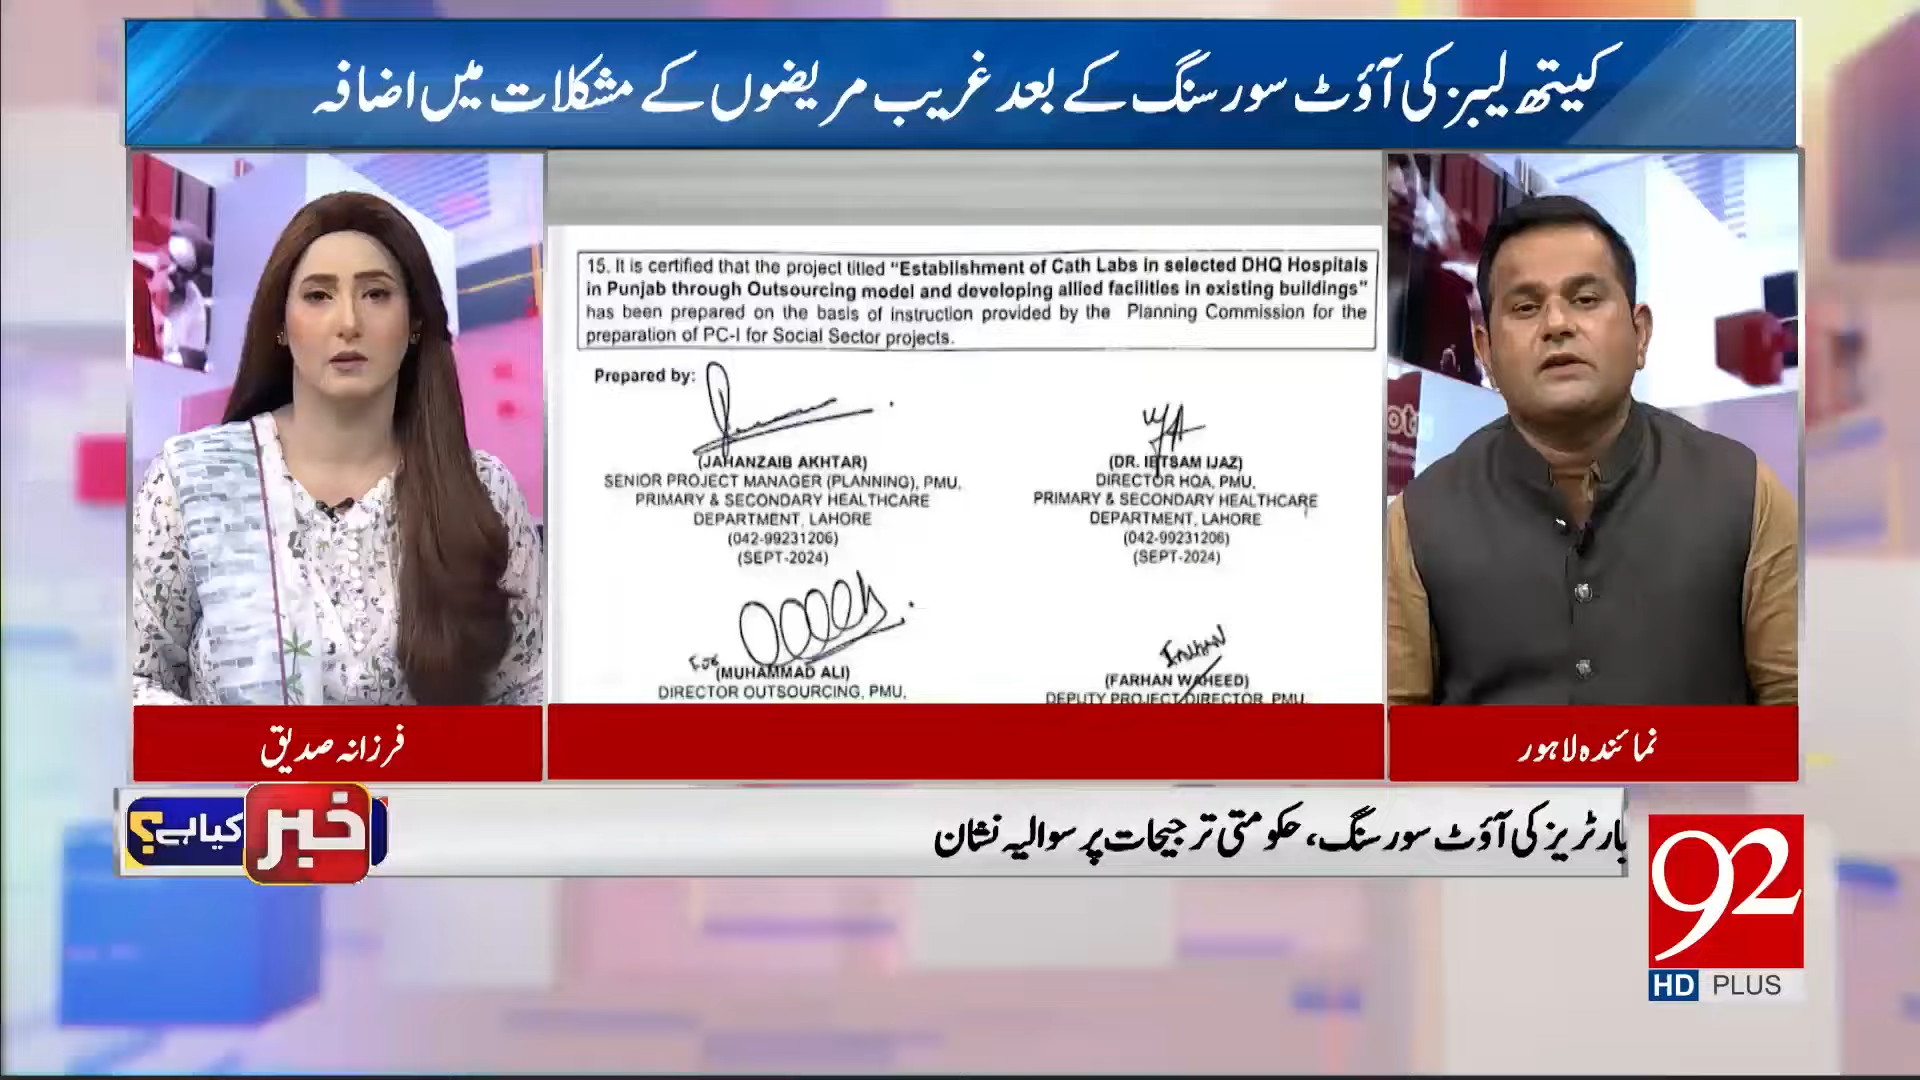 کیتھ لیبز کی آؤٹ سورسنگ کے بعد غریب مریضوں کے مشکلات میں اضافہ
15. It is certified that the project titled “Establishment of Cath Labs in selected DHQ Hospitals
in Punjab through Outsourcing model and developing allied facilities in existing buildings”
has been prepared on the basis of instruction provided by the Planning Commission for the
preparation of PC-I for Social Sector projects.
Prepared by:
(JAHANZAIB AKHTAR)
SENIOR PROJECT MANAGER (PLANNING), PMU,
PRIMARY & SECONDARY HEALTHCARE
DEPARTMENT, LAHORE
(042-99231206)
(SEPT-2024)
(DR. IBTSAM IJAZ)
DIRECTOR HQA, PMU,
PRIMARY & SECONDARY HEALTHCARE
DEPARTMENT, LAHORE
(042-99231206)
(SEPT-2024)
For
(MUHAMMAD ALI)
DIRECTOR OUTSOURCING, PMU,
(FARHAN WAHEED)
DEPUTY PROJECT DIRECTOR, PMU,
فرزانہ صدیق
نمائندہ لاہور
خبر کیا ہے؟
بارٹریز کی آؤٹ سورسنگ، حکومتی ترجیحات پر سوالیہ نشان
92
HD PLUS